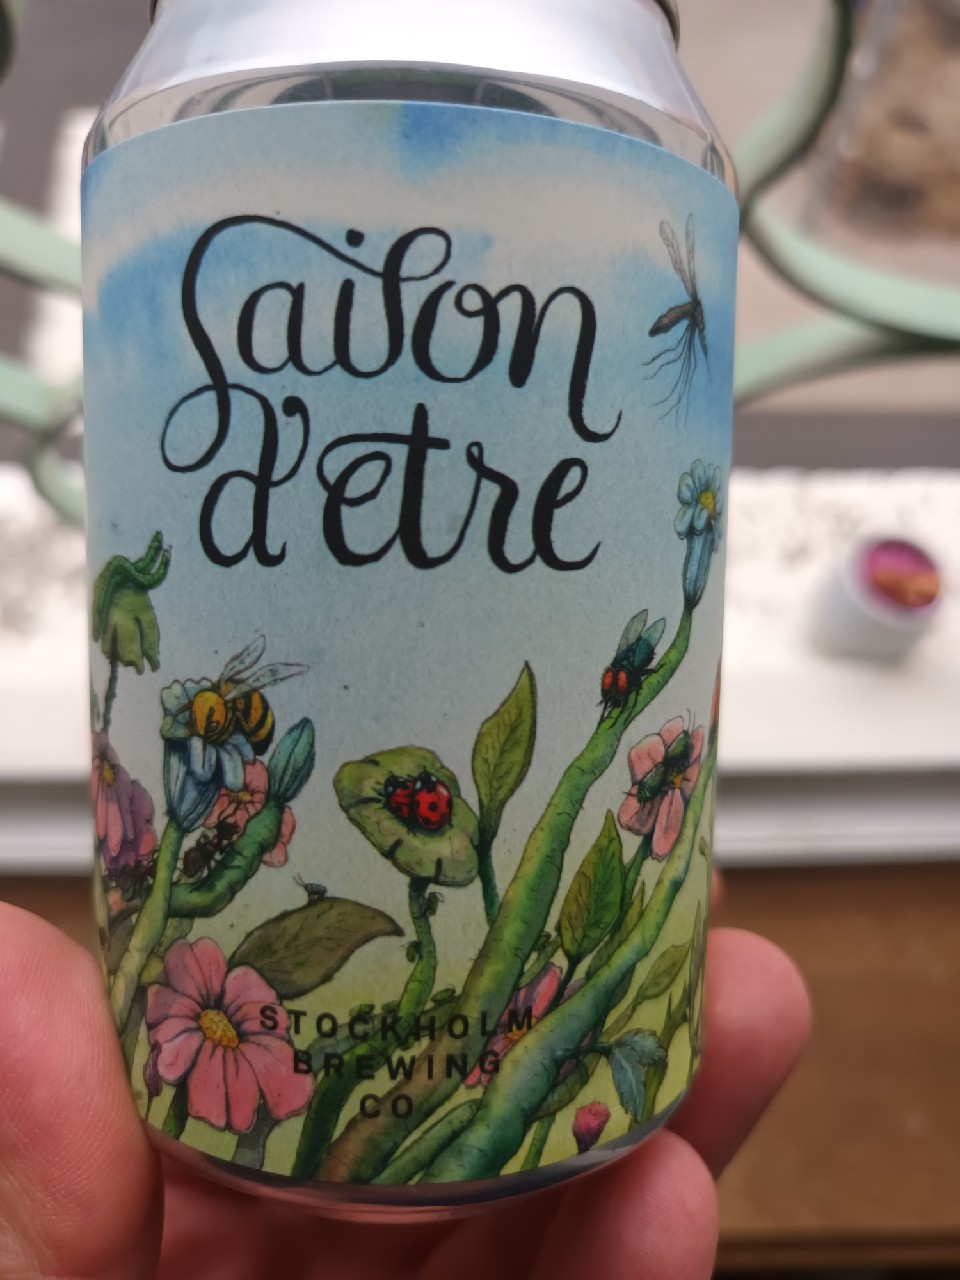 Saison
d'etre
STOCKHOLM
BREWING
CO